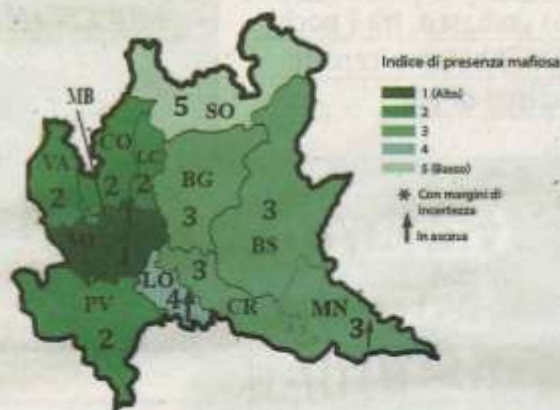 Indice di presenza mafiosa
1 (Alto)
2
3
4
5 (Basso)
* Con margini di
incertezza
In ascesa
MB
5 SO
CO
LC
VA
2
2
2
BG
3
3
BS
MI
1
LO
4
3
CR
PV
2
MN
3